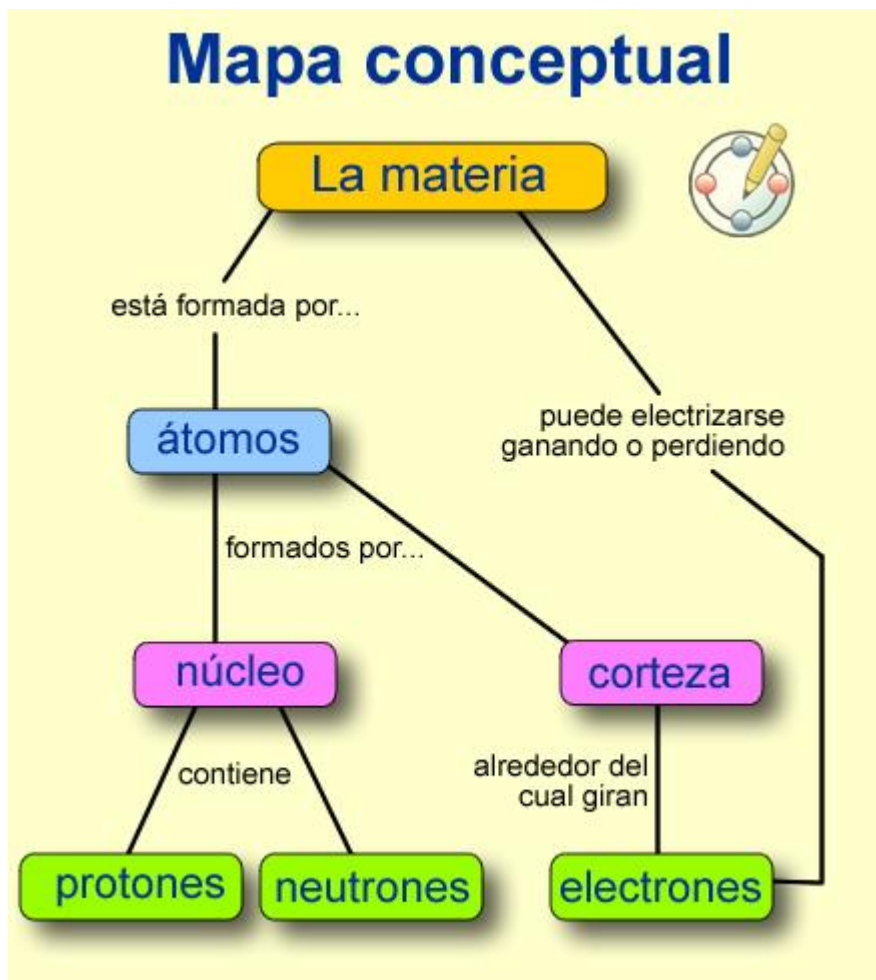 Mapa conceptual
La materia
está formada por...
puede electrizarse
ganando o perdiendo
átomos
formados por...
núcleo
corteza
contiene
alrededor del
cual giran
protones
neutrones
electrones